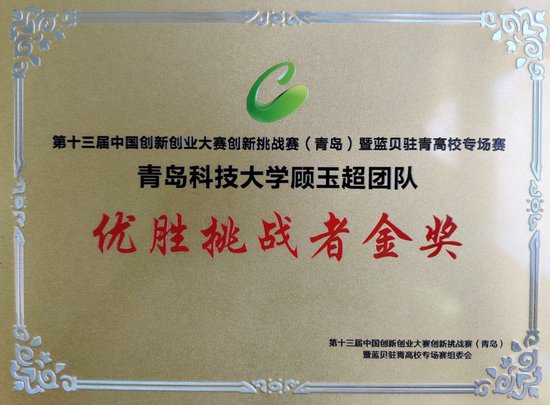 第十三届中国创新创业大赛创新挑战赛（青岛）暨蓝贝驻青高校专场赛
青岛科技大学顾玉超团队
优胜挑战者金奖
第十三届中国创新创业大赛创新挑战赛（青岛）
暨蓝贝驻青高校专场赛组委会